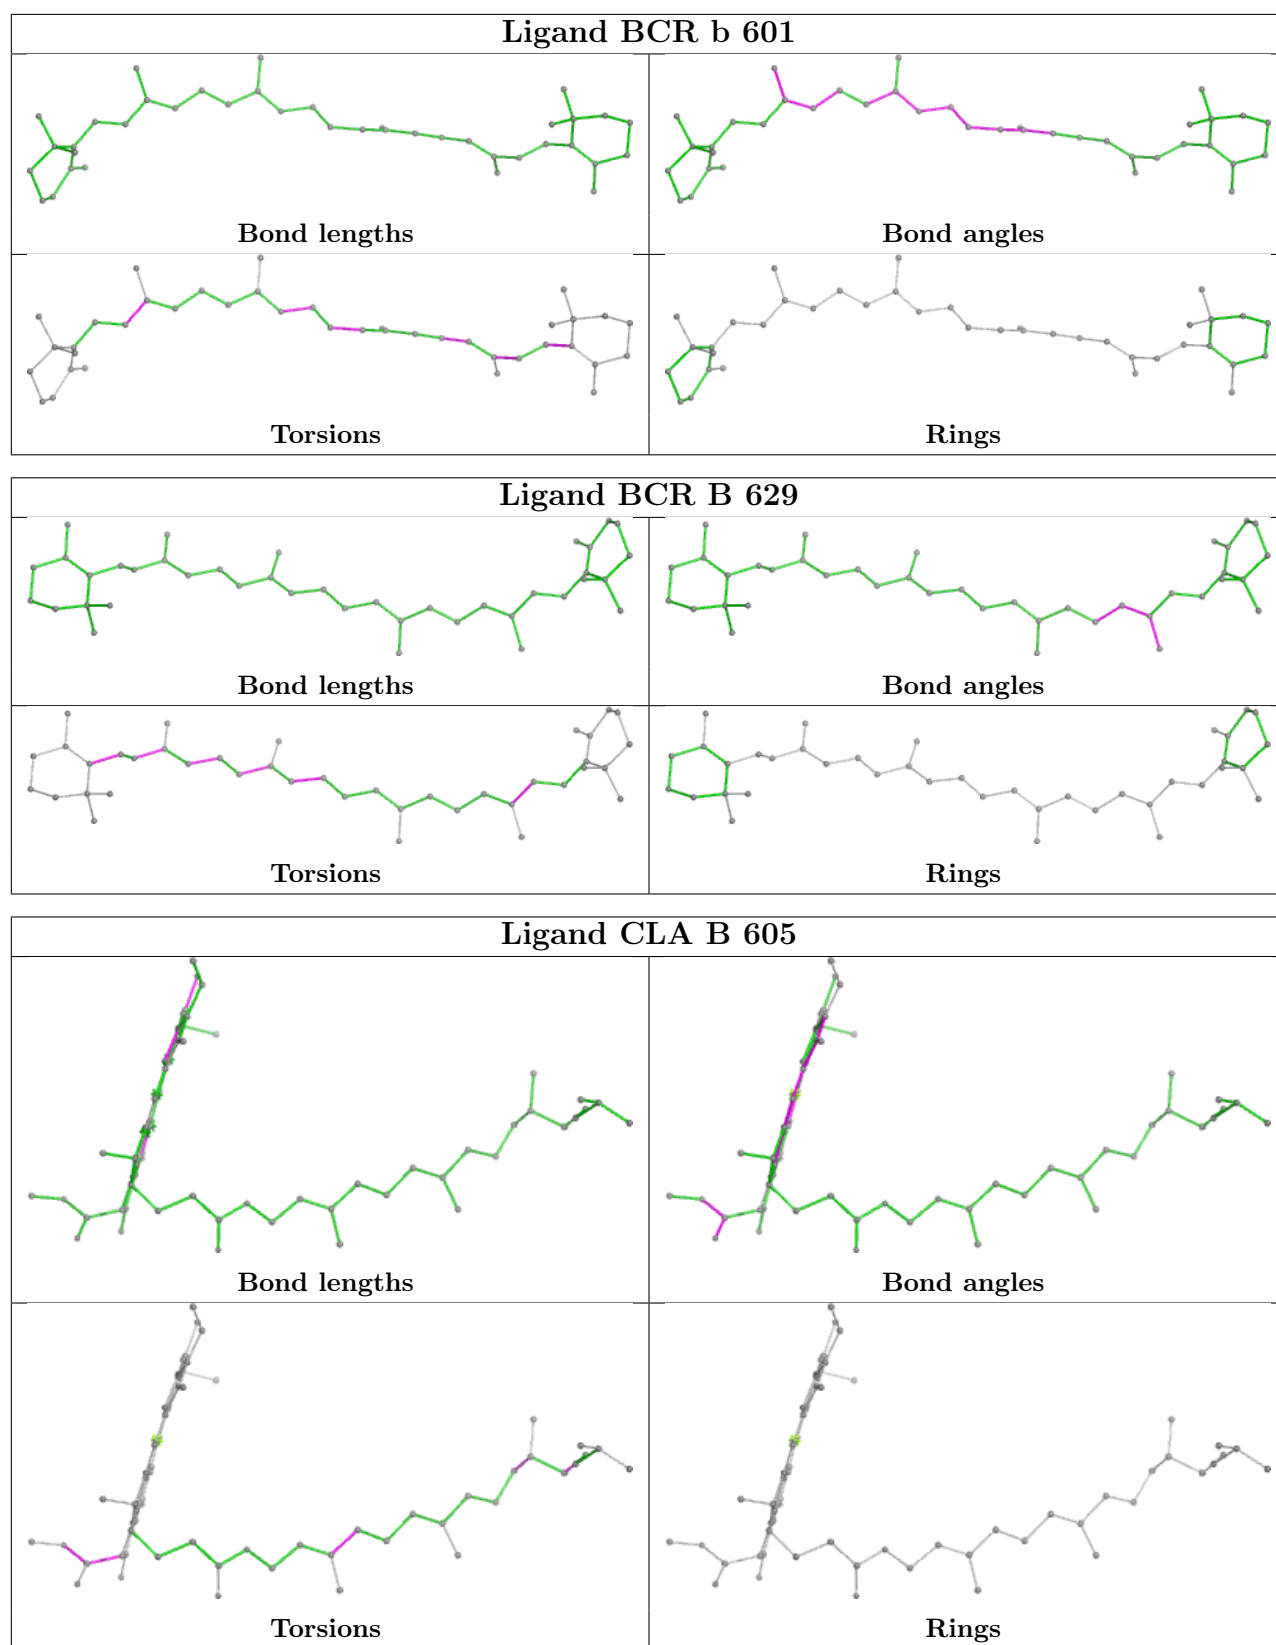 Ligand BCR b 601
Bond lengths
Bond angles
Torsions
Rings
Ligand BCR B 629
Bond lengths
Bond angles
Torsions
Rings
Ligand CLA B 605
Bond lengths
Bond angles
Torsions
Rings